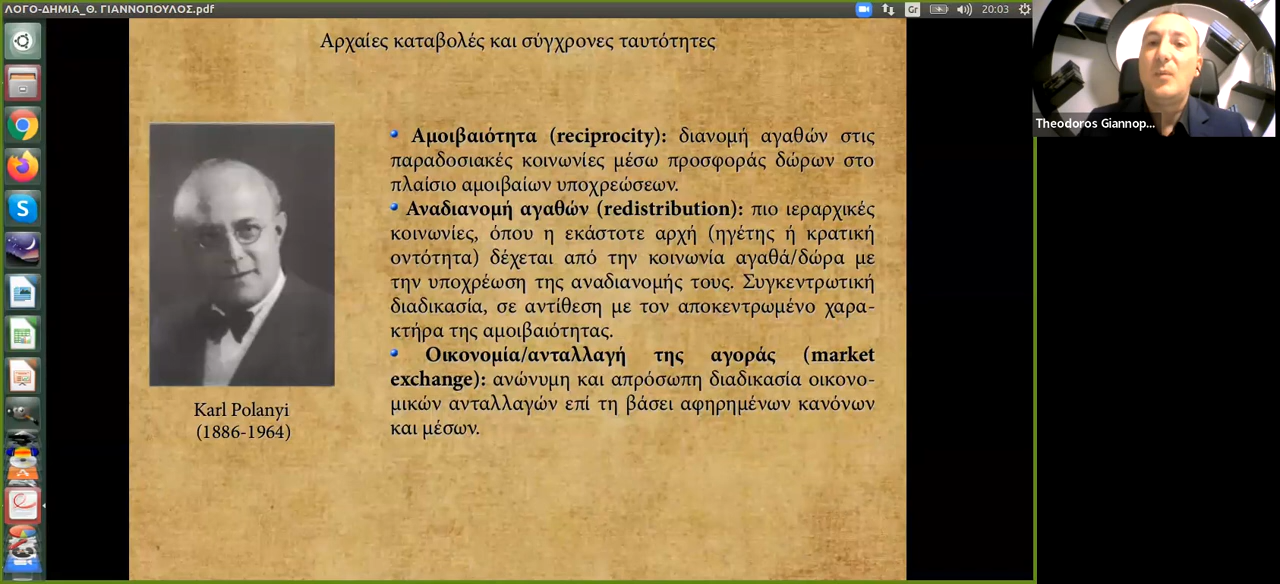 ΛΟΓΟ-ΔΗΜΙΑ_Θ. ΓΙΑΝΝΟΠΟΥΛΟΣ.pdf
Gr
20:03
Αρχαίες καταβολές και σύγχρονες ταυτότητες
Theodoros Giannop...
Αμοιβαιότητα (reciprocity): διανομή αγαθών στις
παραδοσιακές κοινωνίες μέσω προσφοράς δώρων στο
πλαίσιο αμοιβαίων υποχρεώσεων.
Αναδιανομή αγαθών (redistribution): πιο ιεραρχικές
κοινωνίες, όπου η εκάστοτε αρχή (ηγέτης ή κρατική
οντότητα) δέχεται από την κοινωνία αγαθά/δώρα με
την υποχρέωση της αναδιανομής τους. Συγκεντρωτική
διαδικασία, σε αντίθεση με τον αποκεντρωμένο χαρα-
κτήρα της αμοιβαιότητας.
Οικονομία/ανταλλαγή της αγοράς (market
exchange): ανώνυμη και απρόσωπη διαδικασία οικονο-
μικών ανταλλαγών επί τη βάσει αφηρημένων κανόνων
και μέσων.
Karl Polanyi
(1886-1964)